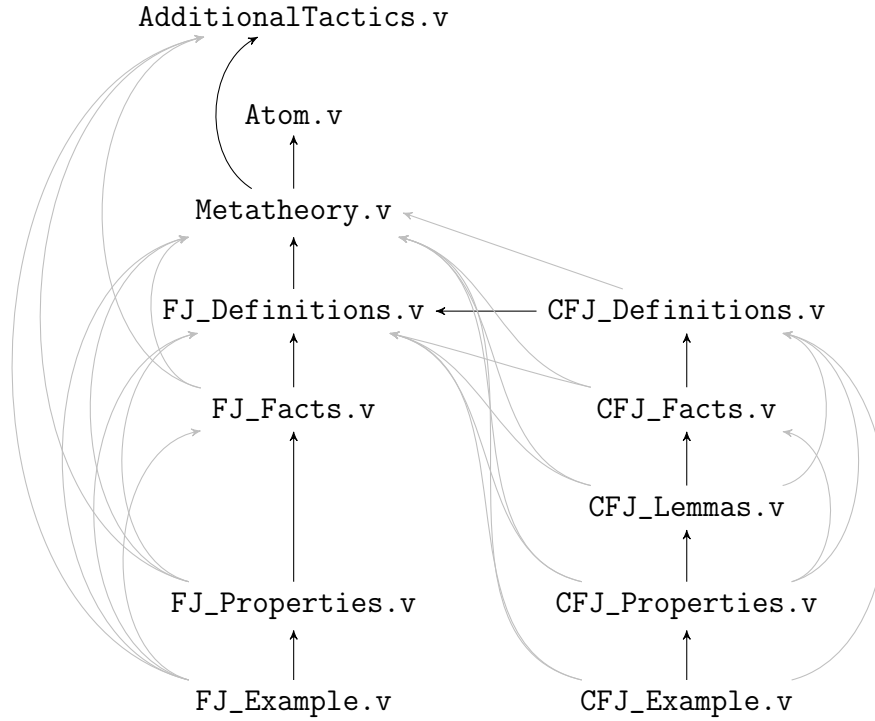 AdditionalTactics.v
Atom.v
Metatheory.v
FJ_Definitions.v
CFJ_Definitions.v
FJ_Facts.v
CFJ_Facts.v
CFJ_Lemmas.v
FJ_Properties.v
CFJ_Properties.v
FJ_Example.v
CFJ_Example.v